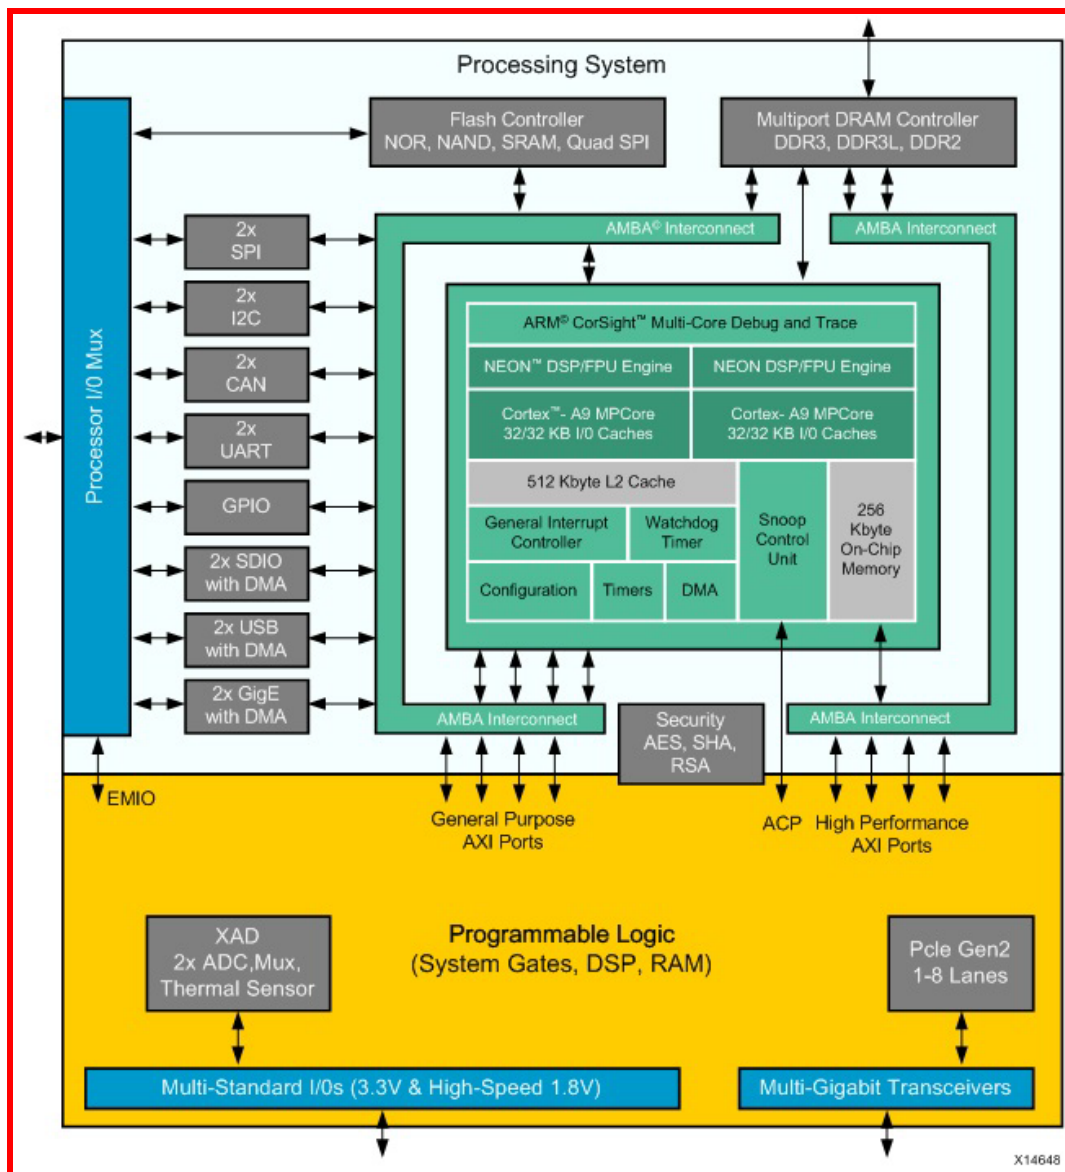 Processing System
Flash Controller
NOR, NAND, SRAM, Quad SPI
Multiport DRAM Controller
DDR3, DDR3L, DDR2
Processor I/0 Mux
2x
SPI
2x
I2C
2x
CAN
2x
UART
GPIO
2x SDIO
with DMA
2x USB
with DMA
2x GigE
with DMA
AMBA© Interconnect
AMBA Interconnect
ARM© CorSight™ Multi-Core Debug and Trace
NEON™ DSP/FPU Engine
NEON DSP/FPU Engine
Cortex™- A9 MPCore
32/32 KB I/0 Caches
Cortex- A9 MPCore
32/32 KB I/0 Caches
512 Kbyte L2 Cache
General Interrupt
Controller
Watchdog
Timer
Configuration
Timers
DMA
Snoop
Control
Unit
256
Kbyte
On-Chip
Memory
AMBA Interconnect
Security
AES, SHA,
RSA
AMBA Interconnect
EMIO
General Purpose
AXI Ports
ACP
High Performance
AXI Ports
Programmable Logic
(System Gates, DSP, RAM)
XAD
2x ADC,Mux,
Thermal Sensor
Pcle Gen2
1-8 Lanes
Multi-Standard I/0s (3.3V & High-Speed 1.8V)
Multi-Gigabit Transceivers
X14648